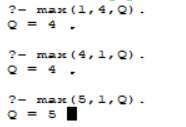 ?- max(1,4,Q).
Q = 4 .
?- max(4,1,Q).
Q = 4 .
?- max(5,1,Q).
Q = 5